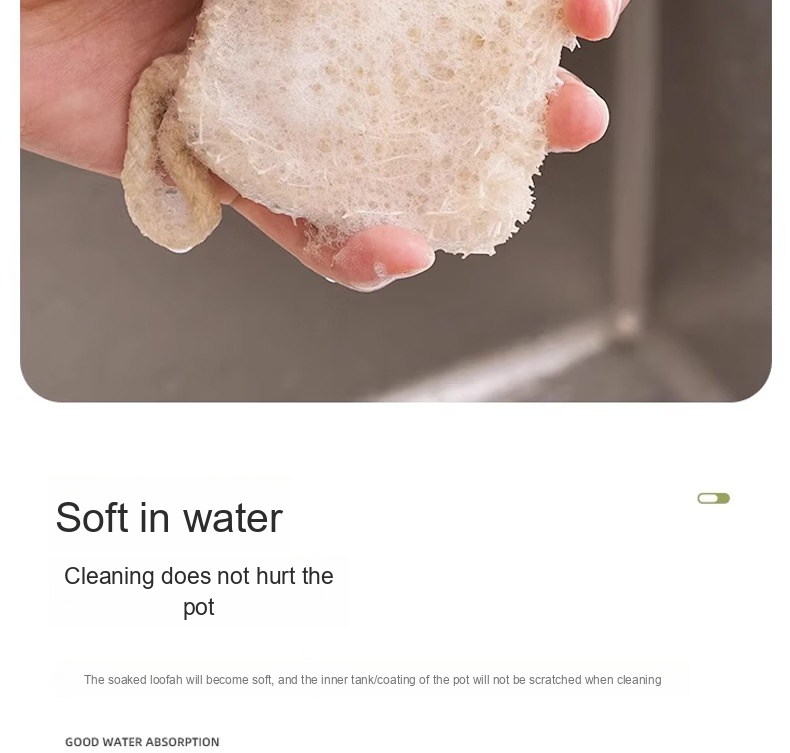 Soft in water
Cleaning does not hurt the
pot
The soaked loofah will become soft, and the inner tank/coating of the pot will not be scratched when cleaning
GOOD WATER ABSORPTION